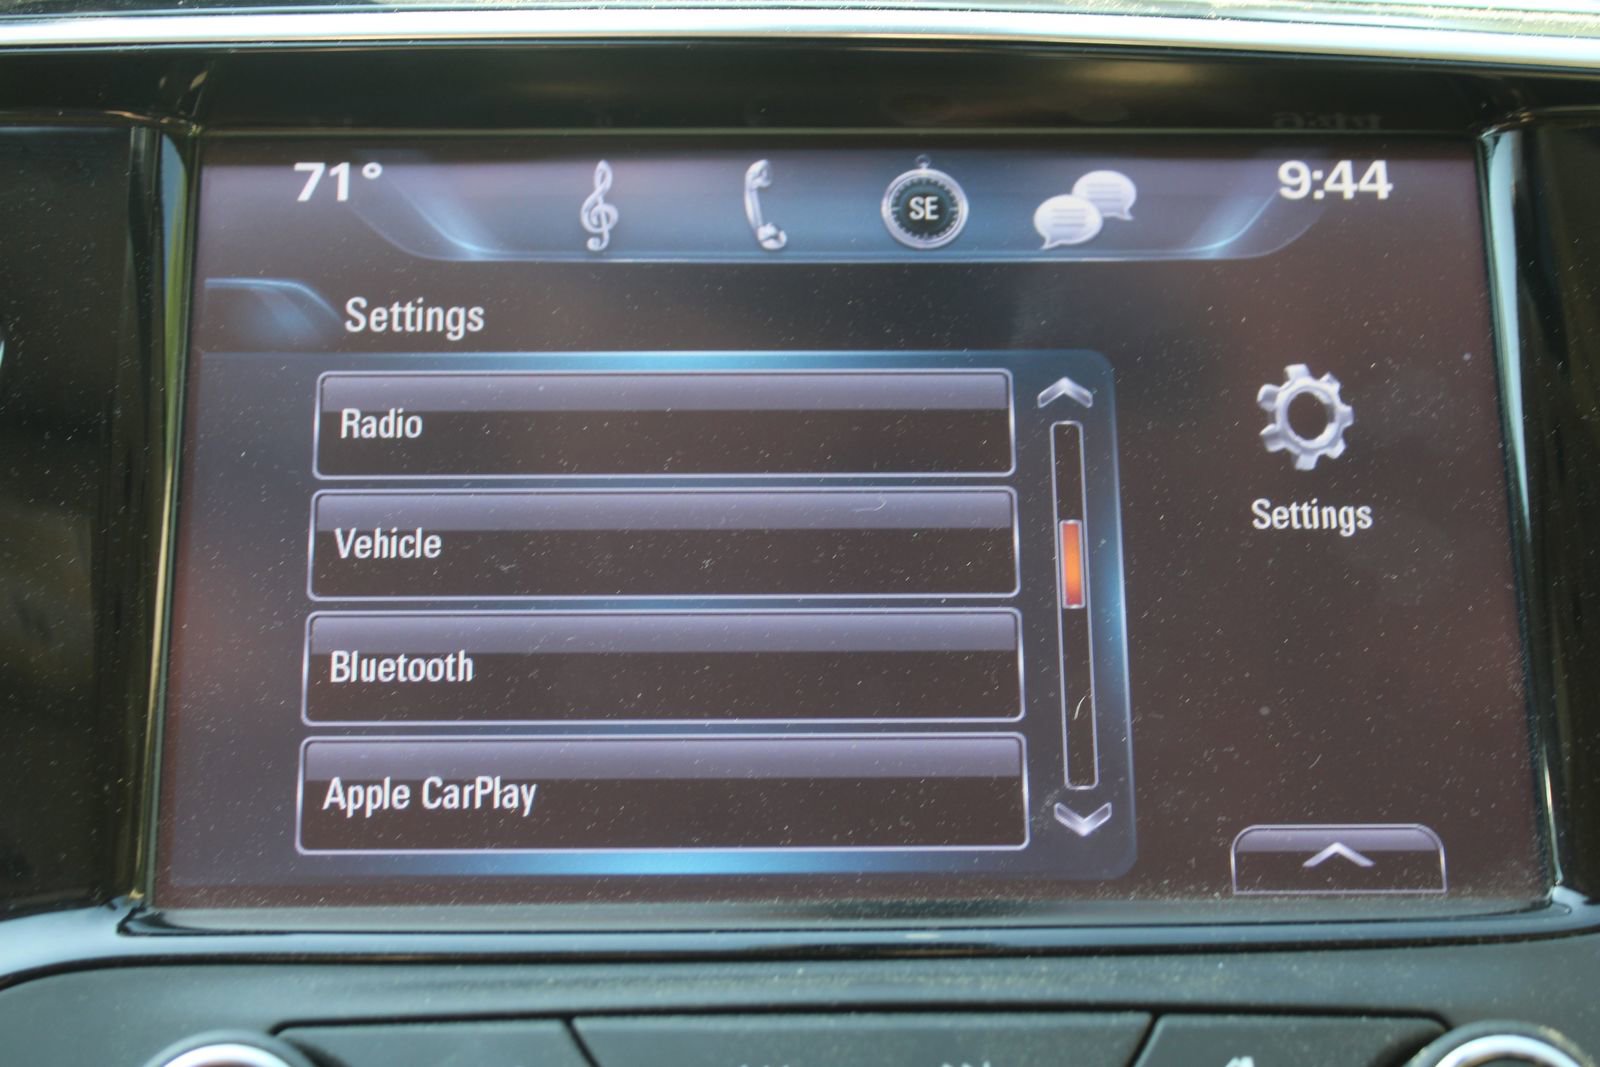 71°
SE
9:44
Settings
Radio
Vehicle
Bluetooth
Apple CarPlay
Settings